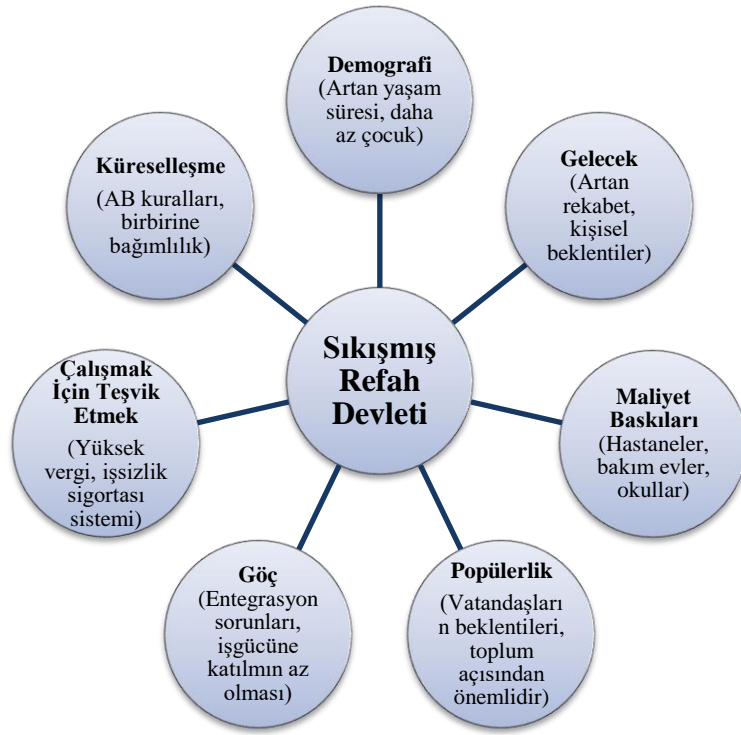 Demografi
(Artan yaşam
süresi, daha
az çocuk)
Gelecek
(Artan
rekabet,
kişisel
beklentiler)
Maliyet
Baskıları
(Hastaneler,
bakım evler,
okullar)
Popülerlik
(Vatandaşları
n beklentileri,
toplum
açısından
önemlidir)
Göç
(Entegrasyon
sorunları,
işgücüne
katılmın az
olması)
Çalışmak
İçin Teşvik
Etmek
(Yüksek
vergi, işsizlik
sigortası
sistemi)
Küreselleşme
(AB kuralları,
birbirine
bağımlılık)
Sıkışmış
Refah
Devleti